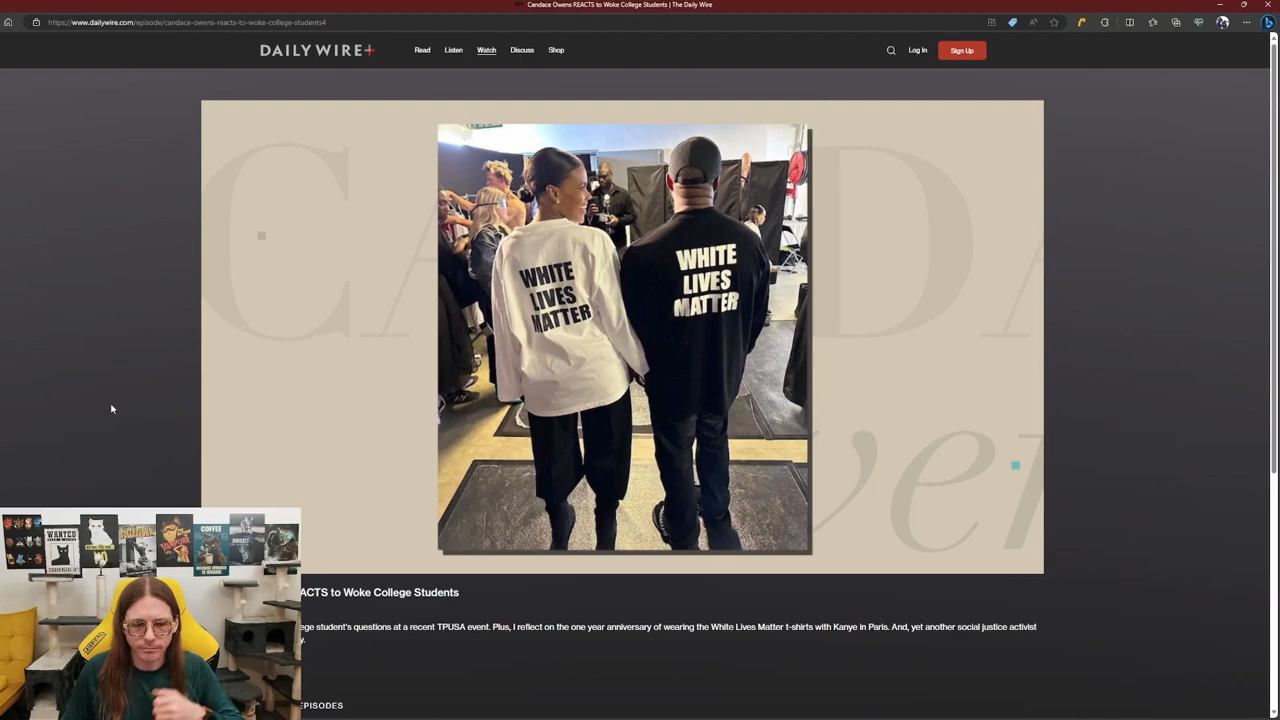 Candace Owens REACTS to Woke College Students | The Daily Wire
https://www.dailywire.com/episode/candace-owens-reacts-to-woke-college-students4
DAILYWIRE+
Read Listen Watch Discuss Shop
Log In
Sign Up
WHITE
LIVES
MATTER
WHITE
LIVES
MATTER
ACTS to Woke College Students
ege student's questions at a recent TPUSA event. Plus, I reflect on the one year anniversary of wearing the White Lives Matter t-shirts with Kanye in Paris. And, yet another social justice activist
WANTED
COFFEE
EPISODES